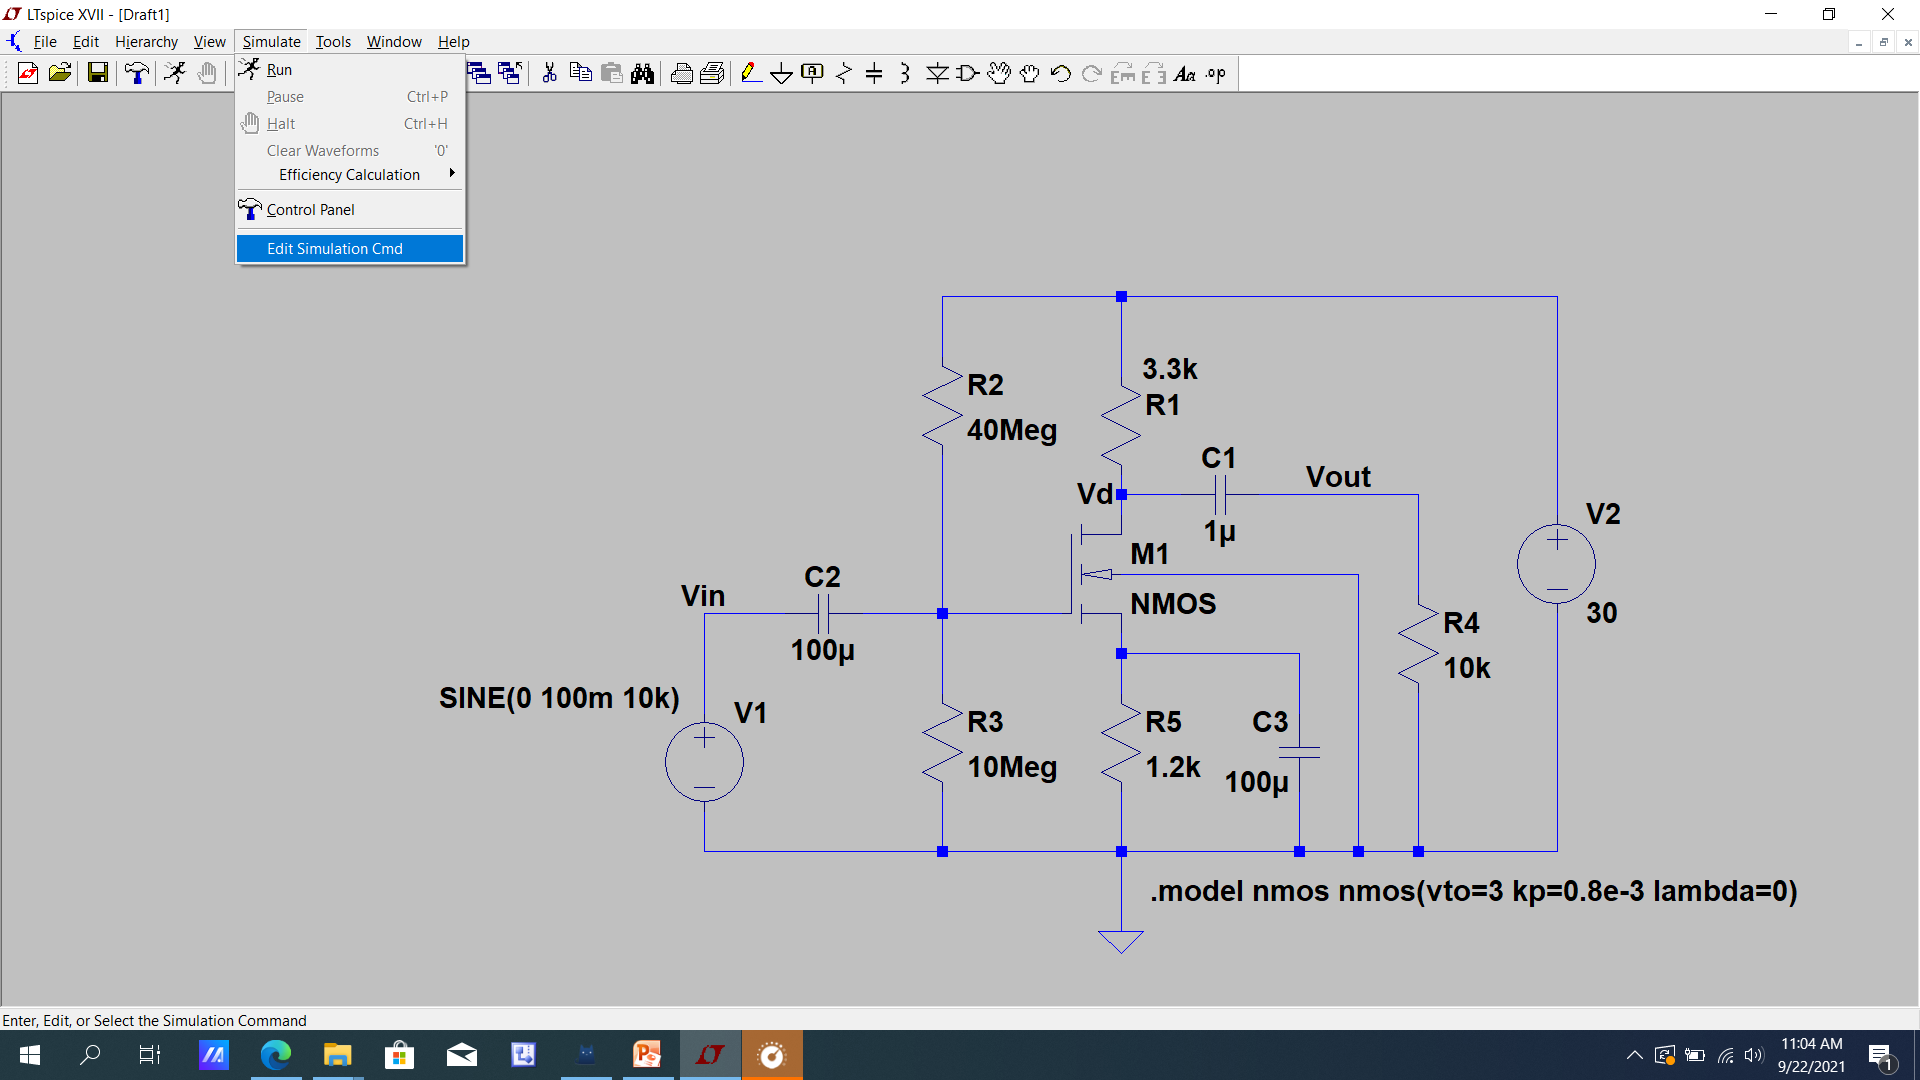 LTspice XVII - [Draft1]
File Edit Hierarchy View Simulate Tools Window Help
Run
Pause Ctrl+P
Halt Ctrl+H
Clear Waveforms '0'
Efficiency Calculation
Control Panel
Edit Simulation Cmd
Aa .op
3.3k
R1
R2
40Meg
C1
Vout
Vd
1µ
V2
30
M1
NMOS
C2
Vin
100µ
R4
10k
SINE(0 100m 10k)
V1
R3
10Meg
R5
1.2k
C3
100µ
.model nmos nmos(vto=3 kp=0.8e-3 lambda=0)
Enter, Edit, or Select the Simulation Command
11:04 AM
9/22/2021
1